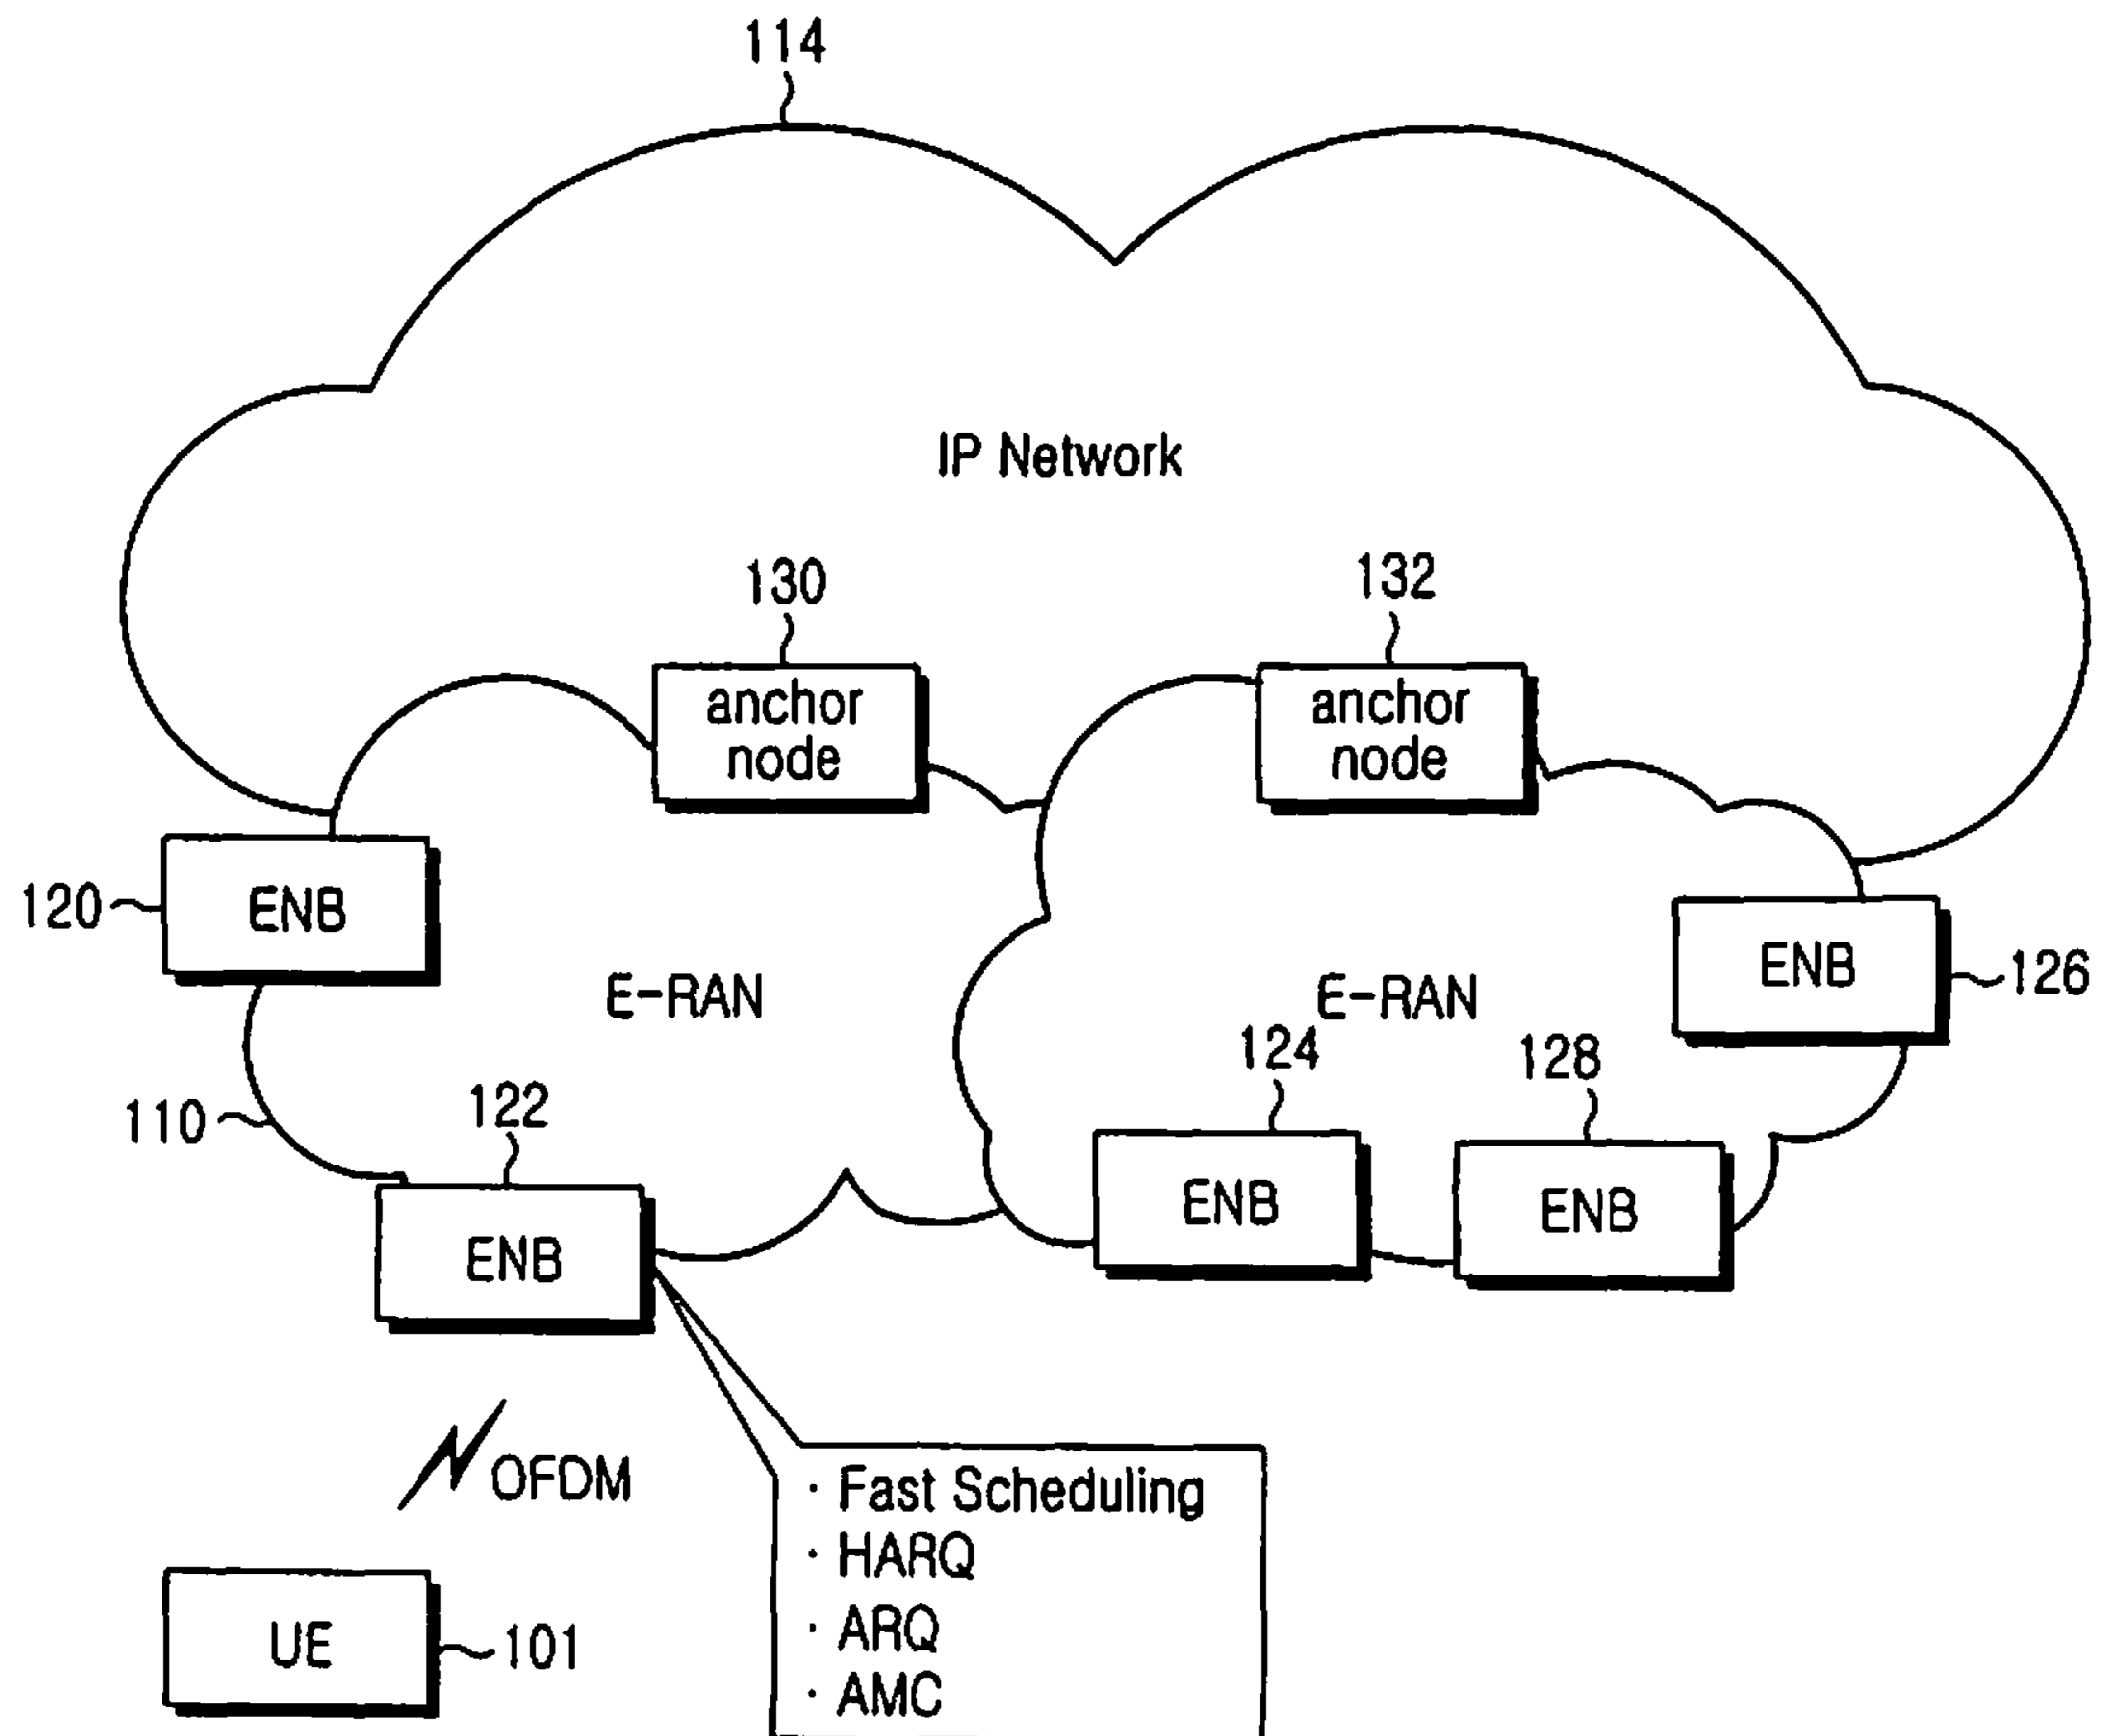 114
IP Network
130
132
anchor
node
anchor
node
120
ENB
ENB
126
E-RAN
E-RAN
124
128
110
122
ENB
ENB
ENB
OFDM
· Fast Scheduling
· HARQ
· ARQ
· AMC
UE
101